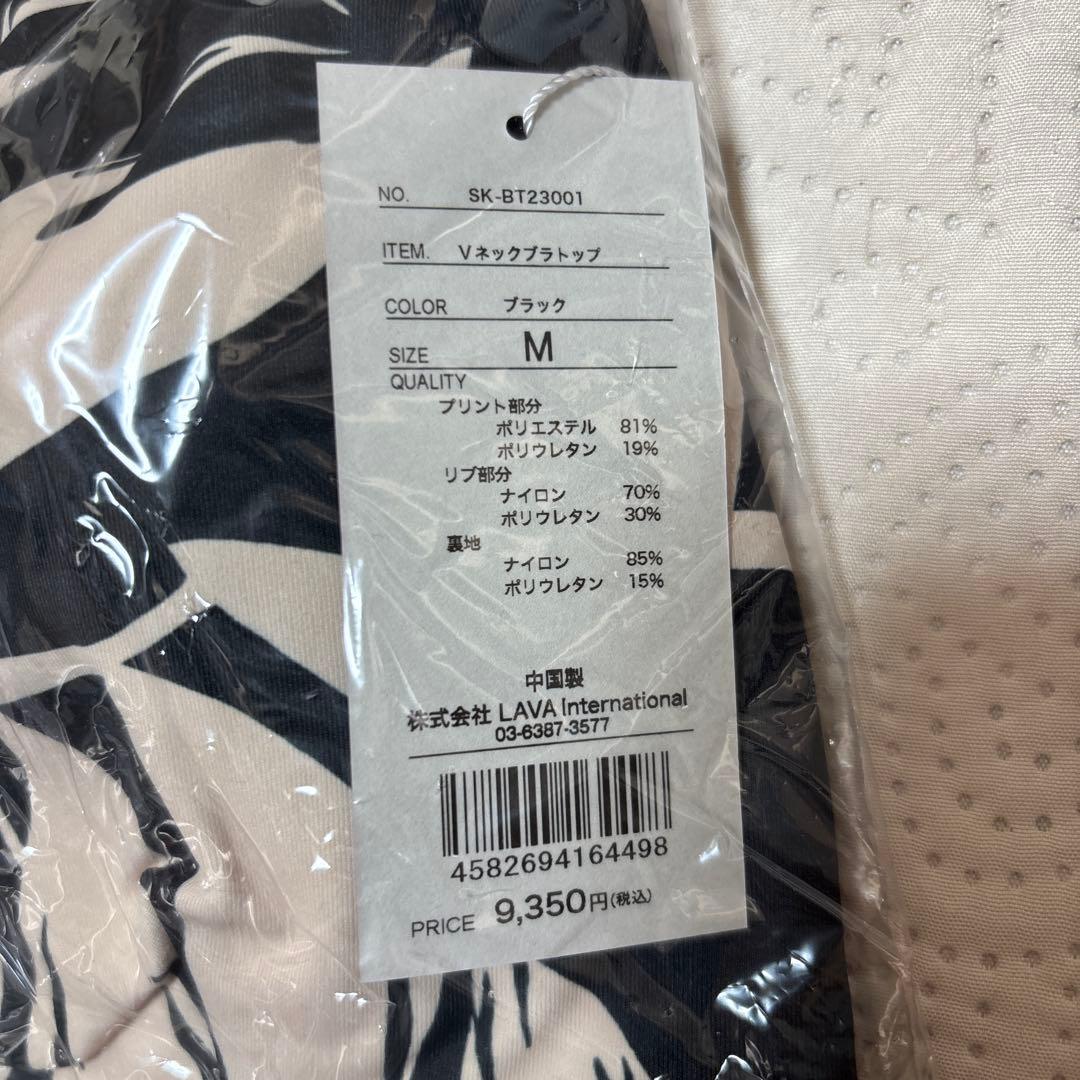 NO. SK-BT23001
ITEM. Vネックブラトップ
COLOR ブラック
SIZE M
QUALITY
プリント部分
ポリエステル 81%
ポリウレタン 19%
リブ部分
ナイロン 70%
ポリウレタン 30%
裏地
ナイロン 85%
ポリウレタン 15%
中国製
株式会社 LAVA International
03-6387-3577
4582694164498
PRICE 9,350円(税込)